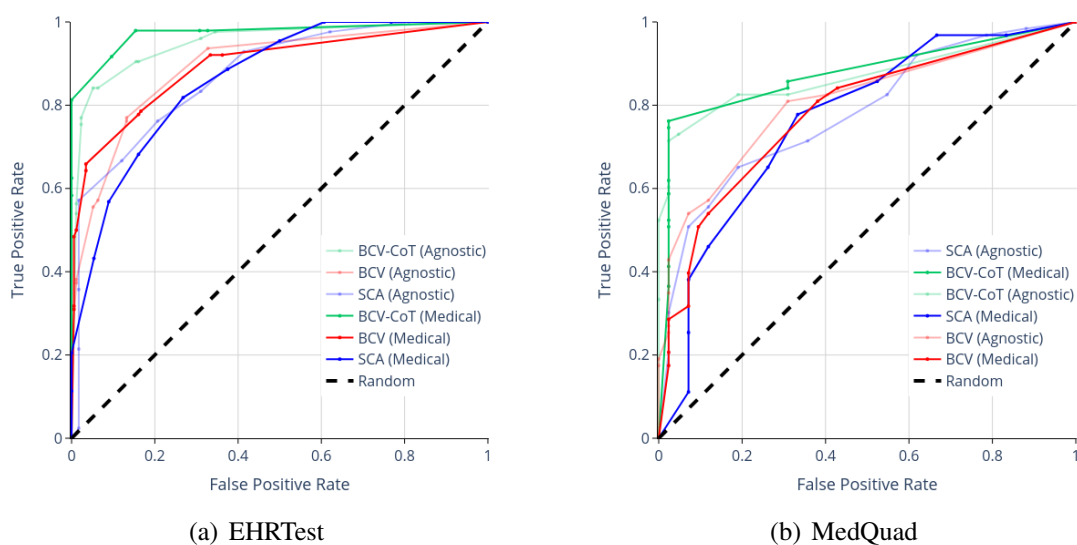 1
0.8
0.6
0.4
0.2
0
True Positive Rate
BCV-CoT (Agnostic)
BCV (Agnostic)
SCA (Agnostic)
BCV-CoT (Medical)
BCV (Medical)
SCA (Medical)
Random
0 0.2 0.4 0.6 0.8 1
False Positive Rate
(a) EHRTest
1
0.8
0.6
0.4
0.2
0
True Positive Rate
SCA (Agnostic)
BCV-CoT (Medical)
BCV-CoT (Agnostic)
SCA (Medical)
BCV (Agnostic)
BCV (Medical)
Random
0 0.2 0.4 0.6 0.8 1
False Positive Rate
(b) MedQuad